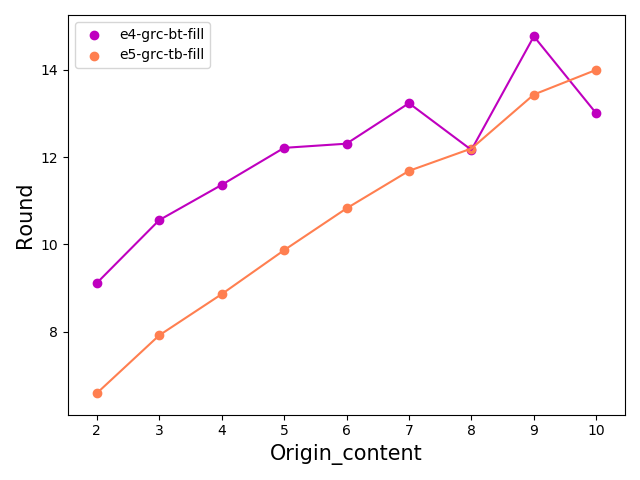 e4-grc-bt-fill
e5-grc-tb-fill
14
12
10
8
Round
2 3 4 5 6 7 8 9 10
Origin_content